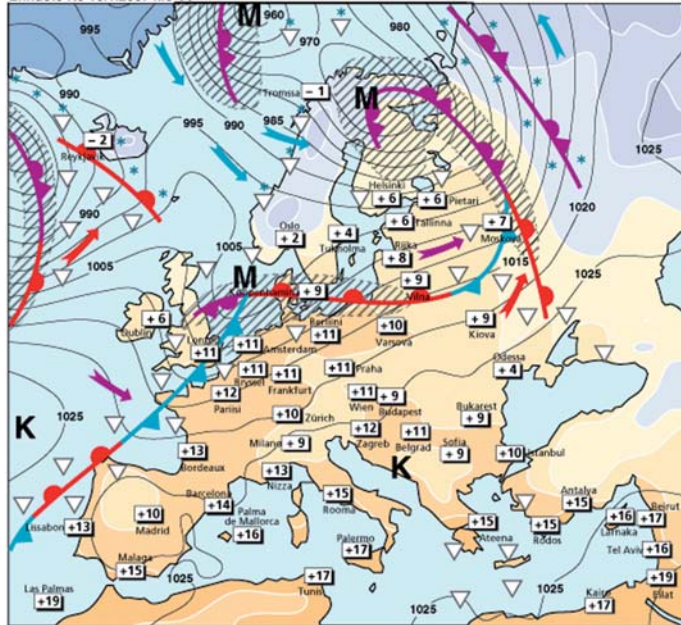 995
M
960
970
980
990
Tromssa
- 1
M
- 2
Reykjavik
995
990
985
1025
990
1005
Helsinki
+ 6
+ 6
Pietari
1020
Oslo
+ 2
+ 4
Tukholma
+ 6
Tallinna
+ 7
Moskova
1005
Riika
+ 8
1015
M
+ 9
+ 9
Vilna
1025
+ 6
Dublin
Berliini
+11
+10
Varsova
+ 9
Kiova
+11
+11
Amsterdam
+11
Bryssel
+11
Frankfurt
+11
Praha
Odessa
+ 4
1025
+12
Pariisi
+11
Wien
+ 9
Budapest
K
+10
Zürich
Bukarest
+ 9
Milano
+ 9
+12
Zagreb
+11
Belgrad
Sofia
+ 9
+10
Istanbul
+13
Bordeaux
K
+13
Nizza
Barcelona
+14
Palma
de Mallorca
+16
+15
Rooma
Antalya
+15
Beirut
+17
Lissabon
+13
+10
Madrid
+15
Ateena
+15
Rodos
+16
Larnaka
Palermo
+17
Tel Aviv
+16
Malaga
+15
1025
Las Palmas
+19
+17
Tunis
+19
Eilat
1025
1025
Kairo
+17